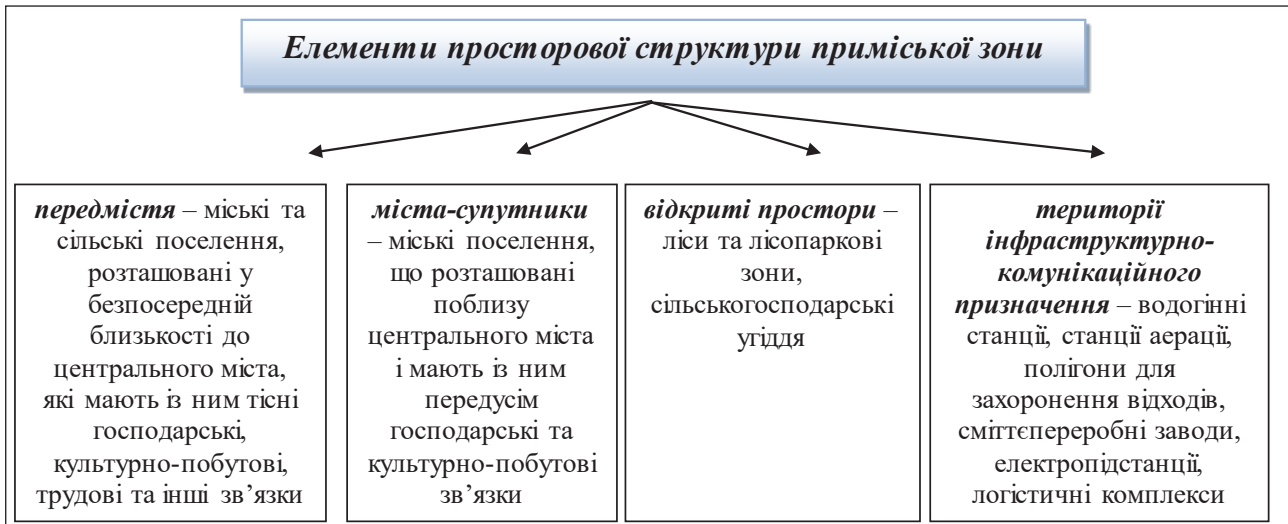 Елементи просторової структури приміської зони
передмістя – міські та
сільські поселення,
розташовані у
безпосередній
близькості до
центрального міста,
які мають із ним тісні
господарські,
культурно-побутові,
трудові та інші зв’язки
міста-супутники
– міські поселення,
що розташовані
поблизу
центрального міста
і мають із ним
передусім
господарські та
культурно-побутові
зв’язки
відкриті простори –
ліси та лісопаркові
зони,
сільськогосподарські
угіддя
території
інфраструктурно-
комунікаційного
призначення – водогінні
станції, станції аерації,
полігони для
захоронення відходів,
сміттєпереробні заводи,
електропідстанції,
логістичні комплекси